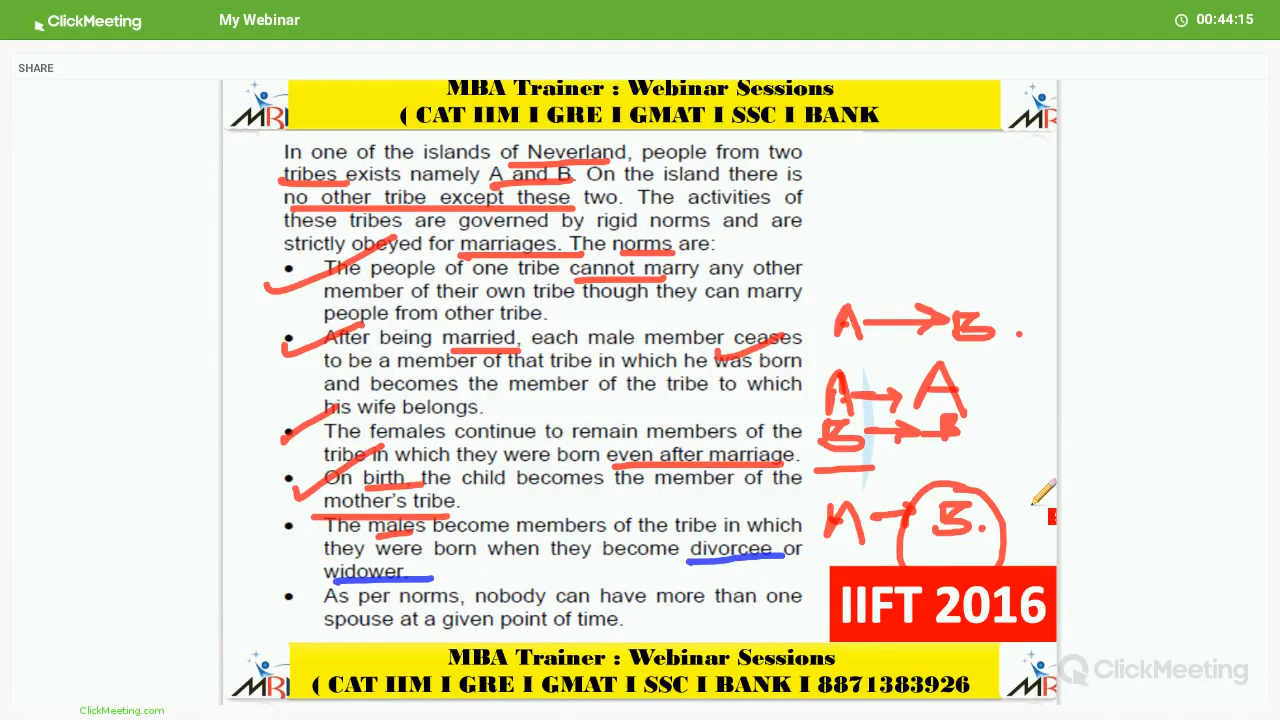 ClickMeeting
My Webinar
00:44:15
SHARE
MBA Trainer : Webinar Sessions
( CAT IIM I GRE I GMAT I SSC I BANK
In one of the islands of Neverland, people from two
tribes exists namely A and B. On the island there is
no other tribe except these two. The activities of
these tribes are governed by rigid norms and are
strictly obeyed for marriages. The norms are:
• The people of one tribe cannot marry any other
member of their own tribe though they can marry
people from other tribe.
• After being married, each male member ceases
to be a member of that tribe in which he was born
and becomes the member of the tribe to which
his wife belongs.
• The females continue to remain members of the
tribe in which they were born even after marriage.
• On birth, the child becomes the member of the
mother's tribe.
• The males become members of the tribe in which
they were born when they become divorcee or
widower.
• As per norms, nobody can have more than one
spouse at a given point of time.
A → B .
A → A
B → B
→ B.
IIFT 2016
MBA Trainer : Webinar Sessions
( CAT IIM I GRE I GMAT I SSC I BANK I 8871383926
ClickMeeting
ClickMeeting.com